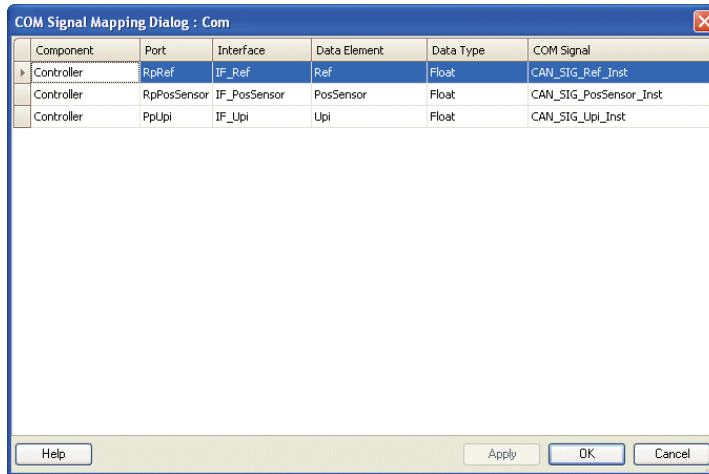 COM Signal Mapping Dialog : Com
Component Port Interface Data Element Data Type COM Signal
Controller RpRef IF_Ref Ref Float CAN_SIG_Ref_Inst
Controller RpPosSensor IF_PosSensor PosSensor Float CAN_SIG_PosSensor_Inst
Controller PpUpi IF_Upi Upi Float CAN_SIG_Upi_Inst
Help Apply OK Cancel